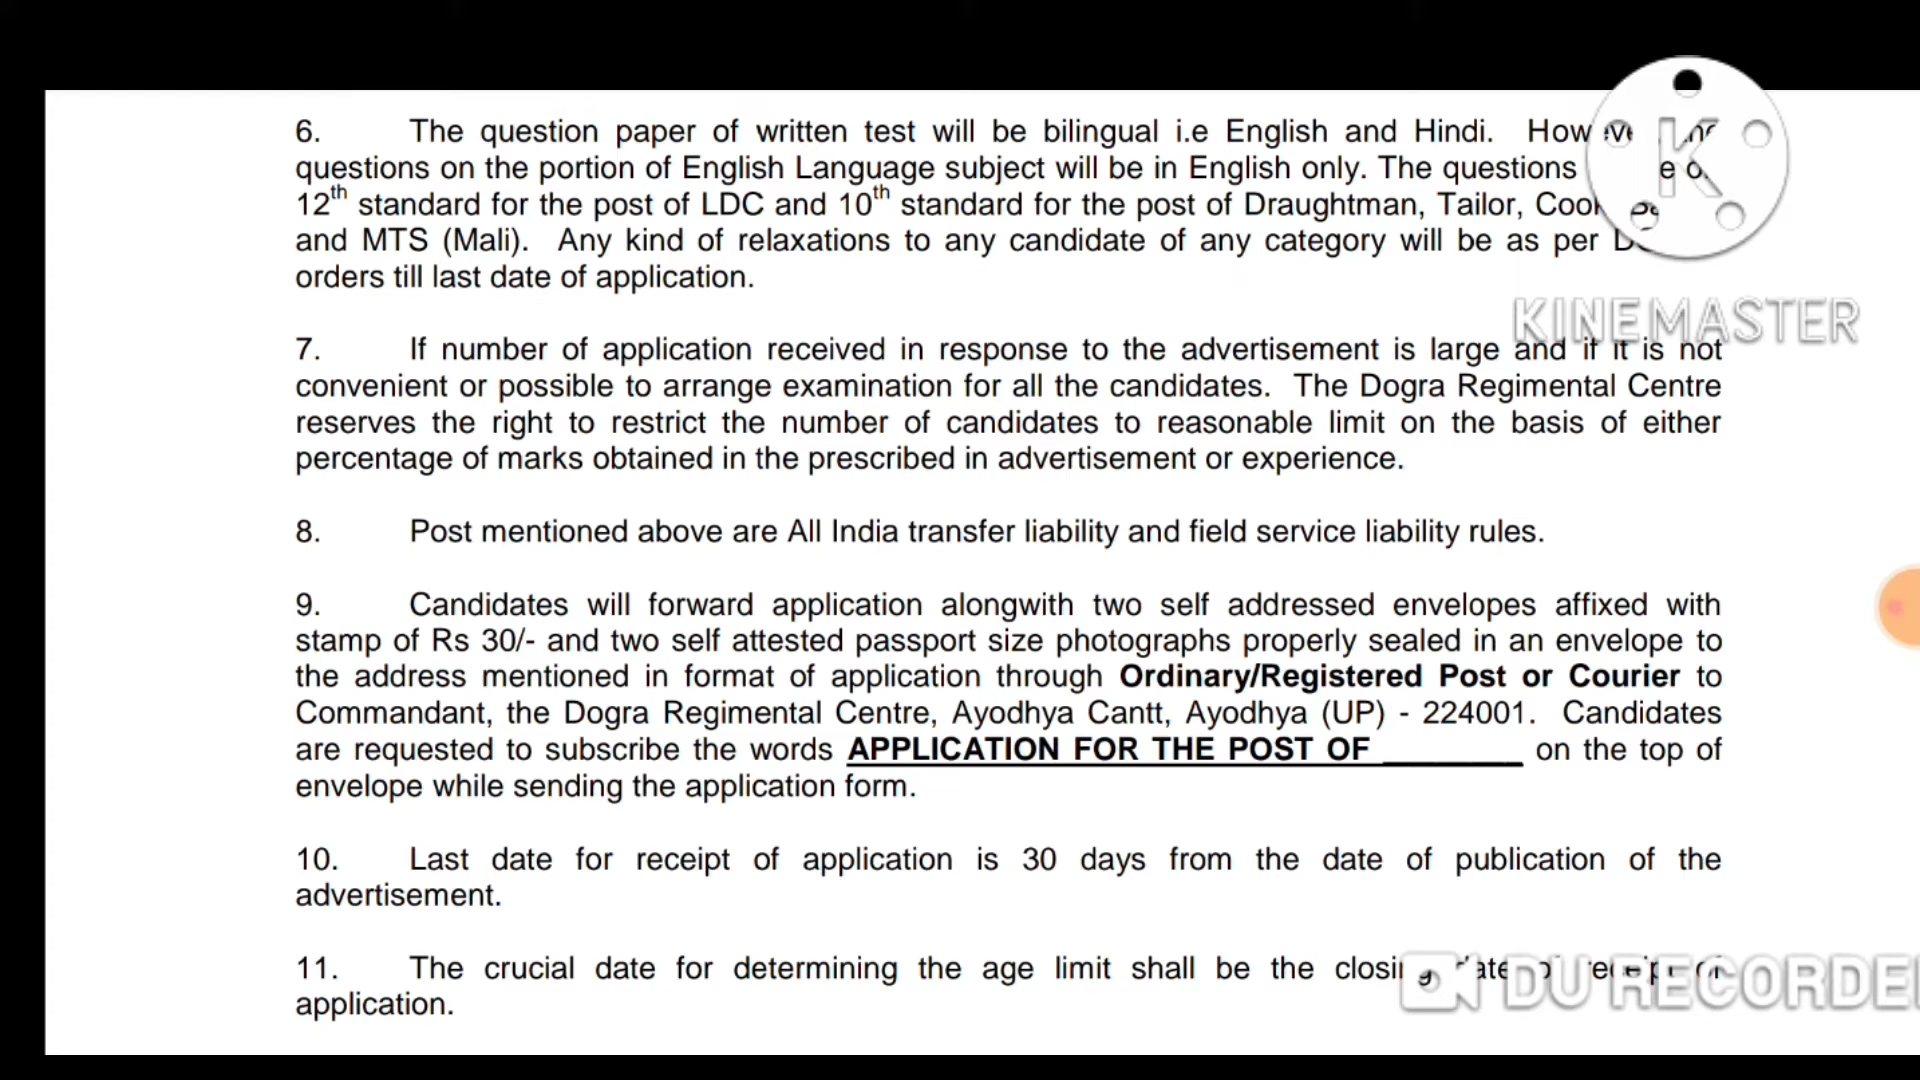 6. The question paper of written test will be bilingual i.e English and Hindi. How
questions on the portion of English Language subject will be in English only. The questions
12th standard for the post of LDC and 10th standard for the post of Draughtman, Tailor,
and MTS (Mali). Any kind of relaxations to any candidate of any category will be as per
orders till last date of application.
K
KINEMASTER
7. If number of application received in response to the advertisement is large and if it is not
convenient or possible to arrange examination for all the candidates. The Dogra Regimental Centre
reserves the right to restrict the number of candidates to reasonable limit on the basis of either
percentage of marks obtained in the prescribed in advertisement or experience.
8. Post mentioned above are All India transfer liability and field service liability rules.
9. Candidates will forward application alongwith two self addressed envelopes affixed with
stamp of Rs 30/- and two self attested passport size photographs properly sealed in an envelope to
the address mentioned in format of application through Ordinary/Registered Post or Courier to
Commandant, the Dogra Regimental Centre, Ayodhya Cantt, Ayodhya (UP) - 224001. Candidates
are requested to subscribe the words APPLICATION FOR THE POST OF ________ on the top of
envelope while sending the application form.
10. Last date for receipt of application is 30 days from the date of publication of the
advertisement.
11. The crucial date for determining the age limit shall be the closing date of receipt of
application.
DU RECORDE